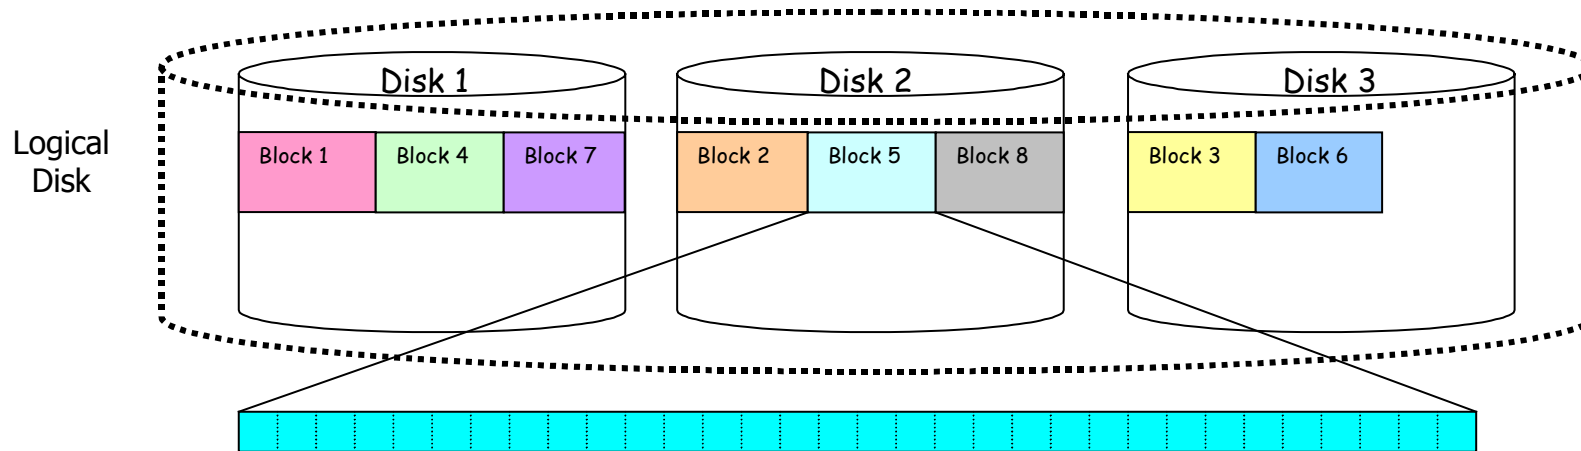 Disk 1
Disk 2
Disk 3
Logical
Disk
Block 1
Block 4
Block 7
Block 2
Block 5
Block 8
Block 3
Block 6